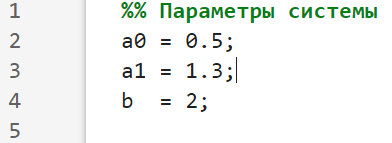 1 %% Параметры системы
2 a0 = 0.5;
3 a1 = 1.3;
4 b  = 2;
5